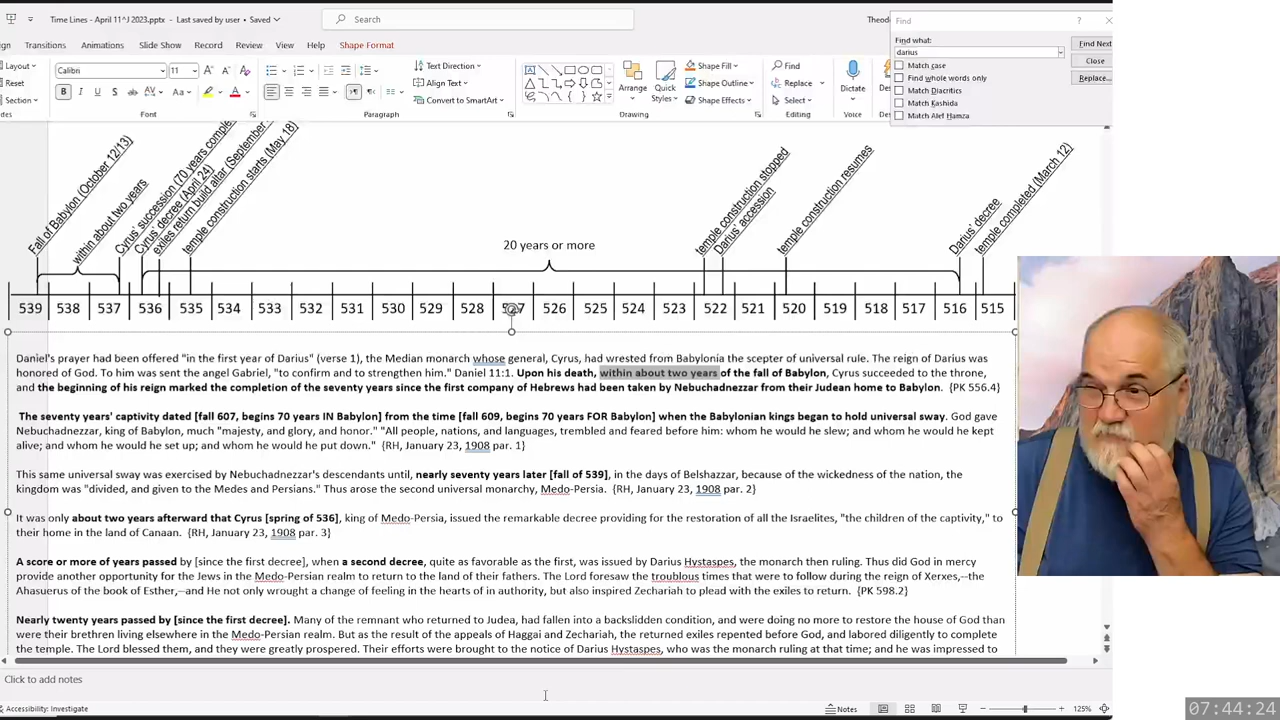 Time Lines - April 11^J 2023.pptx • Last saved by user • Saved
Search
Theodo
Find
? ×
gn Transitions Animations Slide Show Record Review View Help Shape Format
Find what:
darius
Find Next
Close
Replace...
Match case
Find whole words only
Match Diacritics
Match Kashida
Match Alef Hamza
Layout
Reset
Section
Calibri 11
B I U S
Font
Paragraph
Text Direction
Align Text
Convert to SmartArt
Arrange
Quick
Styles
Shape Fill
Shape Outline
Shape Effects
Drawing
Find
Replace
Select
Editing
Dictate
Voice
Fall of Babylon (October 12/13)
within about two years
Cyrus' succession (70 years comple
Cyrus' decree (April 24)
exiles return build altar (September
temple construction starts (May 18)
20 years or more
temple construction stopped
Darius' accession
temple construction resumes
Darius' decree
temple completed (March 12)
539 538 537 536 535 534 533 532 531 530 529 528 527 526 525 524 523 522 521 520 519 518 517 516 515
Daniel's prayer had been offered "in the first year of Darius" (verse 1), the Median monarch whose general, Cyrus, had wrested from Babylonia the scepter of universal rule. The reign of Darius was
honored of God. To him was sent the angel Gabriel, "to confirm and to strengthen him." Daniel 11:1. Upon his death, within about two years of the fall of Babylon, Cyrus succeeded to the throne,
and the beginning of his reign marked the completion of the seventy years since the first company of Hebrews had been taken by Nebuchadnezzar from their Judean home to Babylon. {PK 556.4}
The seventy years' captivity dated [fall 607, begins 70 years IN Babylon] from the time [fall 609, begins 70 years FOR Babylon] when the Babylonian kings began to hold universal sway. God gave
Nebuchadnezzar, king of Babylon, much "majesty, and glory, and honor." "All people, nations, and languages, trembled and feared before him: whom he would he slew; and whom he would he kept
alive; and whom he would he set up; and whom he would he put down." {RH, January 23, 1908 par. 1}
This same universal sway was exercised by Nebuchadnezzar's descendants until, nearly seventy years later [fall of 539], in the days of Belshazzar, because of the wickedness of the nation, the
kingdom was "divided, and given to the Medes and Persians." Thus arose the second universal monarchy, Medo-Persia. {RH, January 23, 1908 par. 2}
It was only about two years afterward that Cyrus [spring of 536], king of Medo-Persia, issued the remarkable decree providing for the restoration of all the Israelites, "the children of the captivity," to
their home in the land of Canaan. {RH, January 23, 1908 par. 3}
A score or more of years passed by [since the first decree], when a second decree, quite as favorable as the first, was issued by Darius Hystaspes, the monarch then ruling. Thus did God in mercy
provide another opportunity for the Jews in the Medo-Persian realm to return to the land of their fathers. The Lord foresaw the troublous times that were to follow during the reign of Xerxes,--the
Ahasuerus of the book of Esther,--and He not only wrought a change of feeling in the hearts of in authority, but also inspired Zechariah to plead with the exiles to return. {PK 598.2}
Nearly twenty years passed by [since the first decree]. Many of the remnant who returned to Judea, had fallen into a backslidden condition, and were doing no more to restore the house of God than
were their brethren living elsewhere in the Medo-Persian realm. But as the result of the appeals of Haggai and Zechariah, the returned exiles repented before God, and labored diligently to complete
the temple. The Lord blessed them, and they were greatly prospered. Their efforts were brought to the notice of Darius Hystaspes, who was the monarch ruling at that time; and he was impressed to
Click to add notes
Accessibility: Investigate
Notes
125%
07:44:24